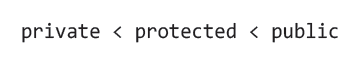 private < protected < public